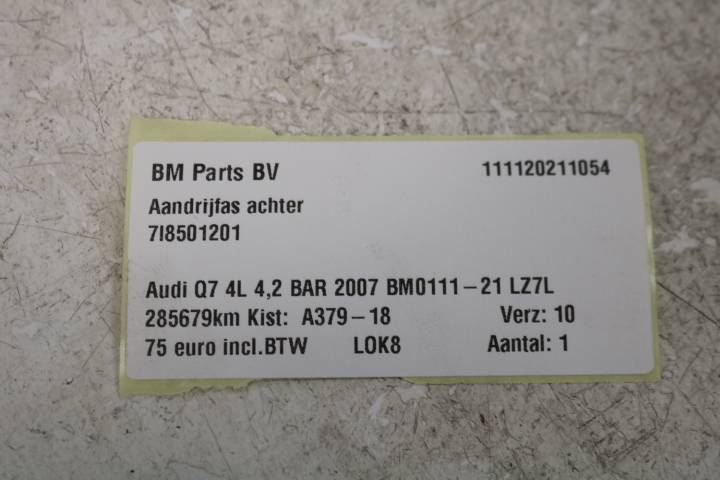 BM Parts BV 111120211054
Aandrijfas achter
7l8501201
Audi Q7 4L 4,2 BAR 2007 BM0111-21 LZ7L
285679km Kist: A379-18 Verz: 10
75 euro incl.BTW LOK8 Aantal: 1